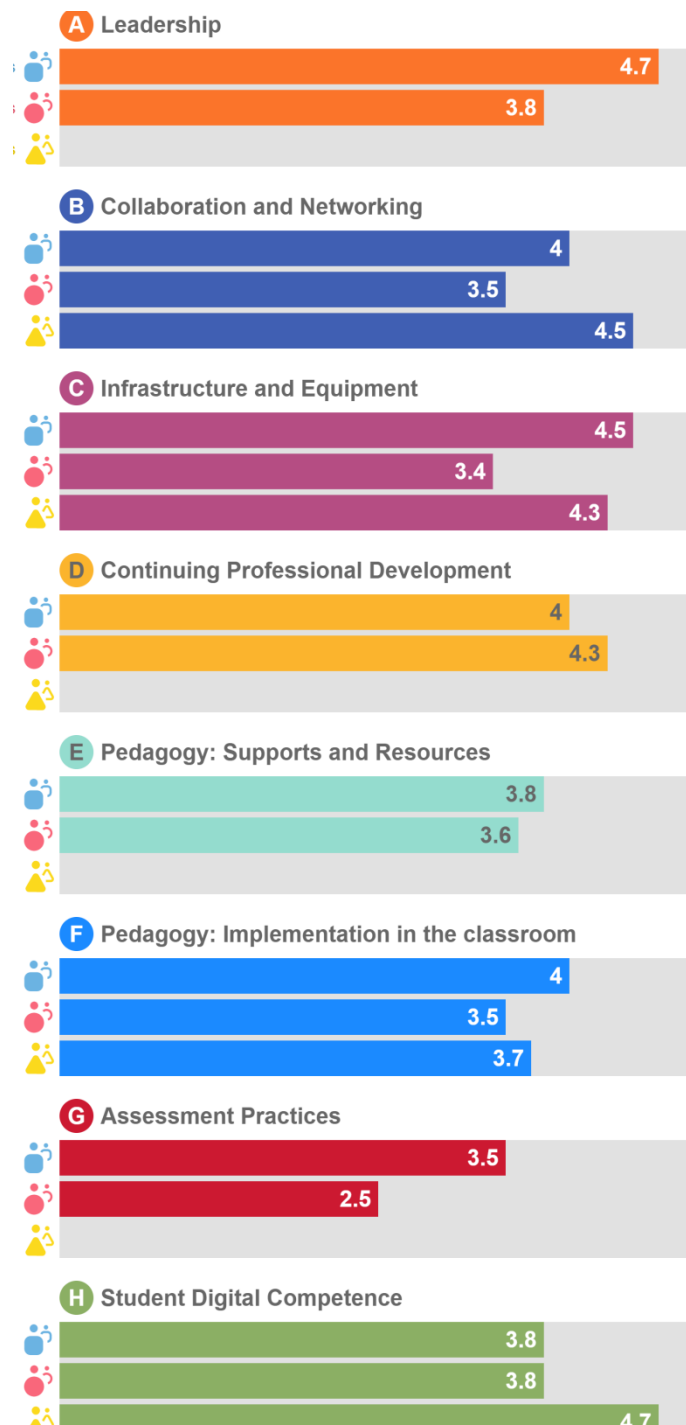 A Leadership
s
4.7
s
3.8
s
B Collaboration and Networking
4
3.5
4.5
C Infrastructure and Equipment
4.5
3.4
4.3
D Continuing Professional Development
4
4.3
E Pedagogy: Supports and Resources
3.8
3.6
F Pedagogy: Implementation in the classroom
4
3.5
3.7
G Assessment Practices
3.5
2.5
H Student Digital Competence
3.8
3.8
4.7